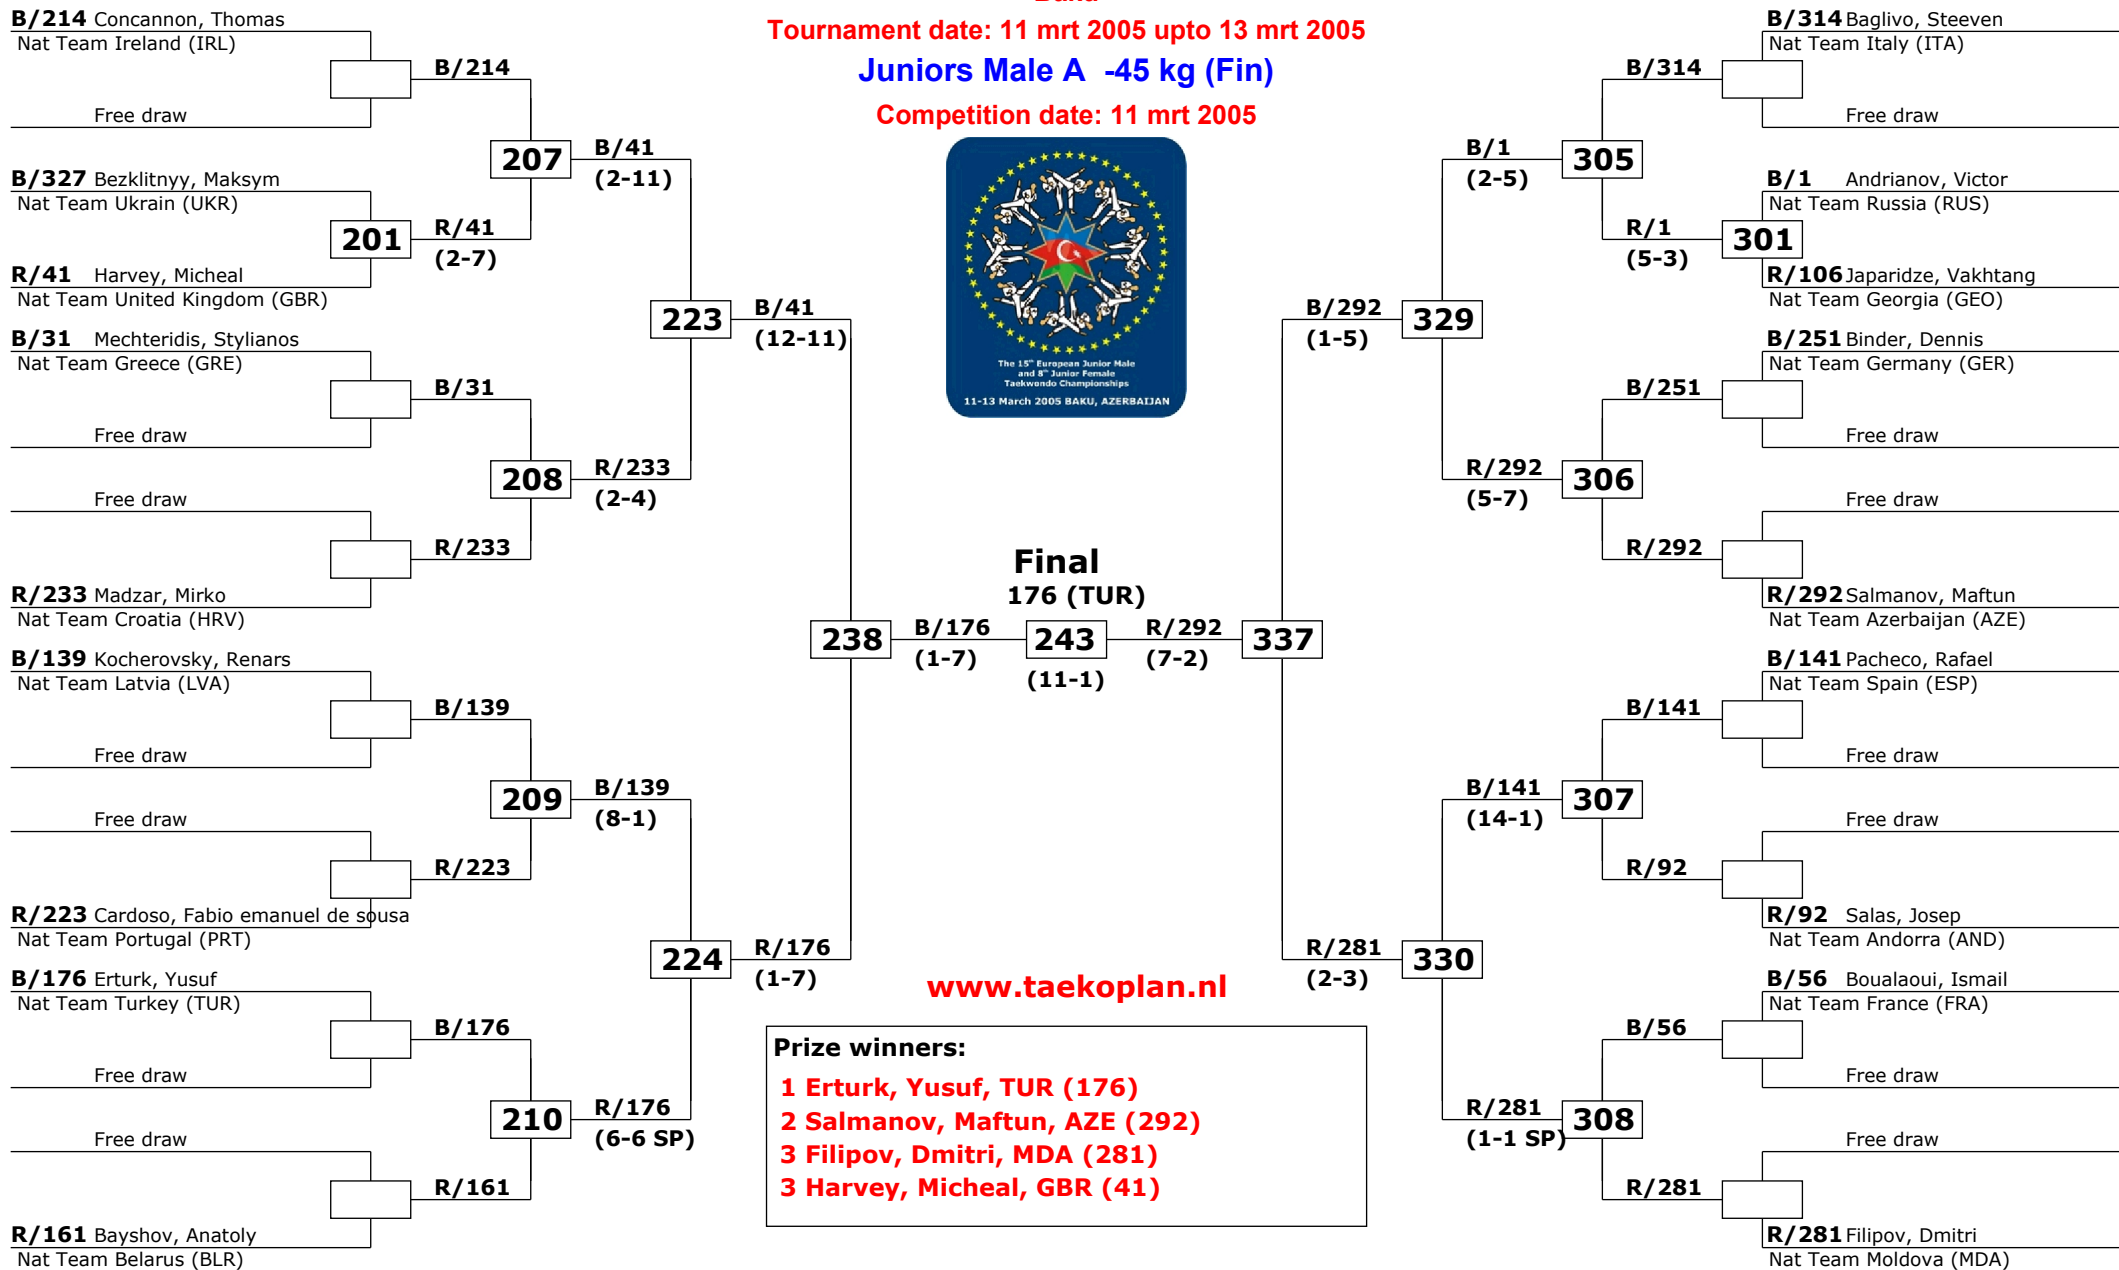 Tournament date: 11 mrt 2005 upto 13 mrt 2005
Juniors Male A -45 kg (Fin)
Competition date: 11 mrt 2005
B/214 Concannon, Thomas
Nat Team Ireland (IRL)
B/214
Free draw
207
B/41
(2-11)
B/327 Bezklitnyy, Maksym
Nat Team Ukrain (UKR)
201
R/41
(2-7)
R/41 Harvey, Micheal
Nat Team United Kingdom (GBR)
223
B/41
(12-11)
B/31 Mechteridis, Stylianos
Nat Team Greece (GRE)
B/31
Free draw
208
R/233
(2-4)
Free draw
R/233
R/233 Madzar, Mirko
Nat Team Croatia (HRV)
238
B/176
(1-7)
B/139 Kocherovsky, Renars
Nat Team Latvia (LVA)
B/139
Free draw
209
B/139
(8-1)
Free draw
R/223
R/223 Cardoso, Fabio emanuel de sousa
Nat Team Portugal (PRT)
224
R/176
(1-7)
B/176 Erturk, Yusuf
Nat Team Turkey (TUR)
B/176
Free draw
210
R/176
(6-6 SP)
Free draw
R/161
R/161 Bayshov, Anatoly
Nat Team Belarus (BLR)
The 15th European Junior Male
and 8th Junior Female
Taekwondo Championships
11-13 March 2005 BAKU, AZERBAIJAN
Final
176 (TUR)
243
(11-1)
R/292
(7-2)
337
B/314 Baglivo, Steeven
Nat Team Italy (ITA)
B/314
Free draw
B/1
(2-5)
305
B/1 Andrianov, Victor
Nat Team Russia (RUS)
R/1
(5-3)
301
R/106 Japaridze, Vakhtang
Nat Team Georgia (GEO)
B/292
(1-5)
329
B/251 Binder, Dennis
Nat Team Germany (GER)
B/251
Free draw
R/292
(5-7)
306
Free draw
R/292
R/292 Salmanov, Maftun
Nat Team Azerbaijan (AZE)
B/141 Pacheco, Rafael
Nat Team Spain (ESP)
B/141
Free draw
B/141
(14-1)
307
Free draw
R/92
R/92 Salas, Josep
Nat Team Andorra (AND)
R/281
(2-3)
330
B/56 Boualaoui, Ismail
Nat Team France (FRA)
B/56
Free draw
R/281
(1-1 SP)
308
Free draw
R/281
R/281 Filipov, Dmitri
Nat Team Moldova (MDA)
www.taekoplan.nl
Prize winners:
1 Erturk, Yusuf, TUR (176)
2 Salmanov, Maftun, AZE (292)
3 Filipov, Dmitri, MDA (281)
3 Harvey, Micheal, GBR (41)